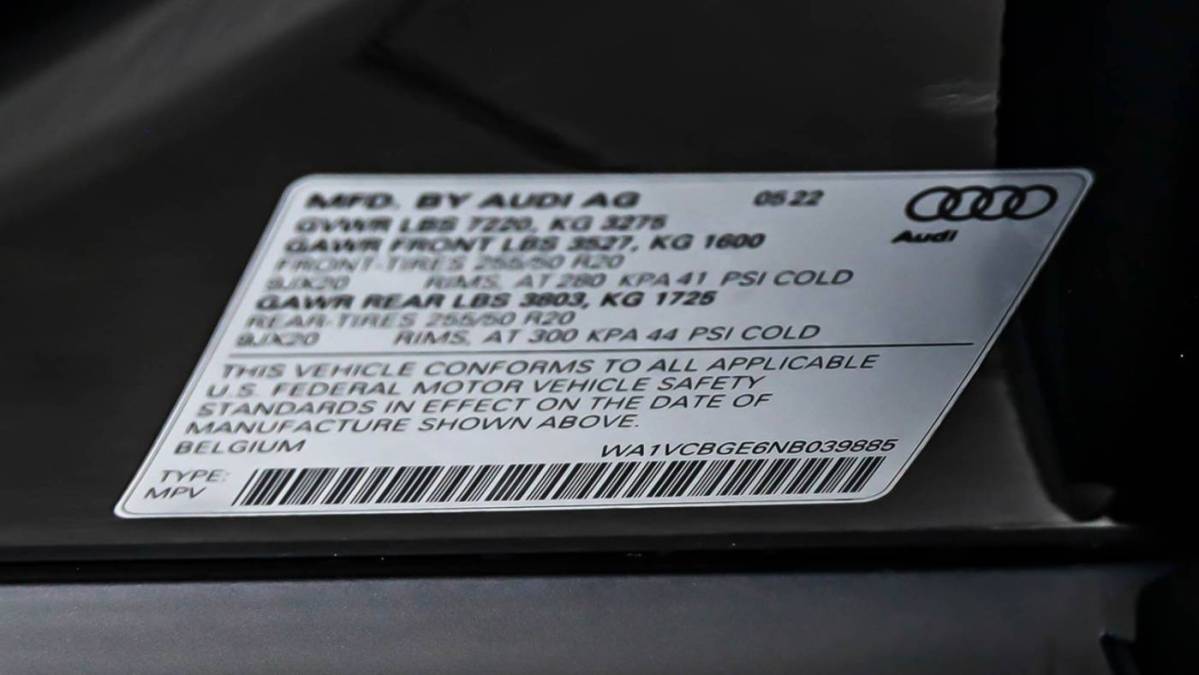 MFD. BY AUDI AG 05 22
GVWR LBS 7220, KG 3275
GAWR FRONT LBS 3527, KG 1600
FRONT-TIRES 255/50 R20
9JX20 RIMS, AT 280 KPA 41 PSI COLD
GAWR REAR LBS 3803, KG 1725
REAR-TIRES 255/50 R20
9JX20 RIMS, AT 300 KPA 44 PSI COLD
Audi
THIS VEHICLE CONFORMS TO ALL APPLICABLE
U.S. FEDERAL MOTOR VEHICLE SAFETY
STANDARDS IN EFFECT ON THE DATE OF
MANUFACTURE SHOWN ABOVE.
BELGIUM WA1VCBGE6NB039885
TYPE:
MPV